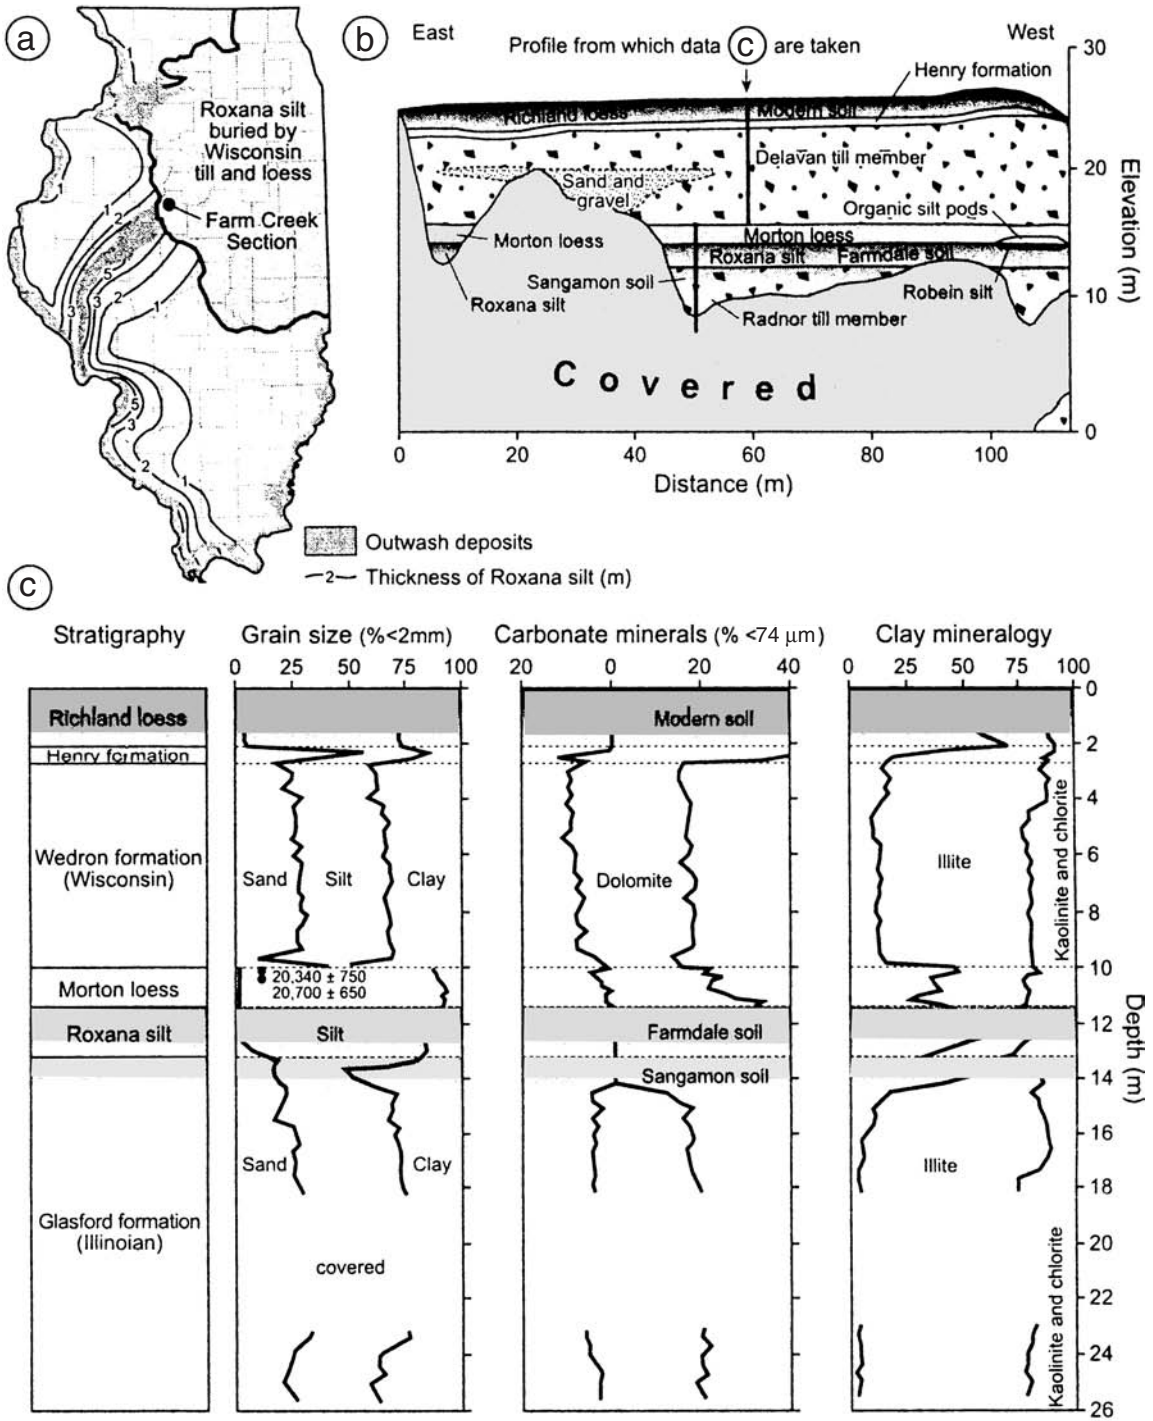 a
Roxana silt
buried by
Wisconsin
till and loess
Farm Creek
Section
1
1
1
2
5
3
3
2
1
5
3
2
1
Outwash deposits
2 Thickness of Roxana silt (m)
b
East
West
Profile from which data c are taken
Henry formation
Richland loess
Modern soil
Delavan till member
Sand and
gravel
Organic silt pods
Morton loess
Morton loess
Roxana silt
Farmdale soil
Sangamon soil
Robein silt
Roxana silt
Radnor till member
Covered
30
20
10
0
Elevation (m)
0 20 40 60 80 100
Distance (m)
c
Stratigraphy
Grain size (%<2mm)
Carbonate minerals (% <74 µm)
Clay mineralogy
0 25 50 75 100
20 0 20 40
0 25 50 75 100
Richland loess
Henry formation
Wedron formation
(Wisconsin)
Morton loess
Roxana silt
Glasford formation
(Illinoian)
Sand Silt Clay
20,340 ± 750
20,700 ± 650
Silt
Sand
Clay
covered
Modern soil
Dolomite
Farmdale soil
Sangamon soil
Illite
Kaolinite and chlorite
Illite
Kaolinite and chlorite
0
2
4
6
8
10
12
14
16
18
20
22
24
26
Depth (m)